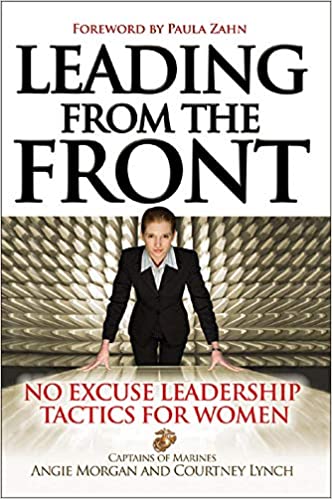 FOREWORD BY PAULA ZAHN
LEADING
FROM THE
FRONT
NO EXCUSE LEADERSHIP
TACTICS FOR WOMEN
CAPTAINS OF MARINES
ANGIE MORGAN AND COURTNEY LYNCH